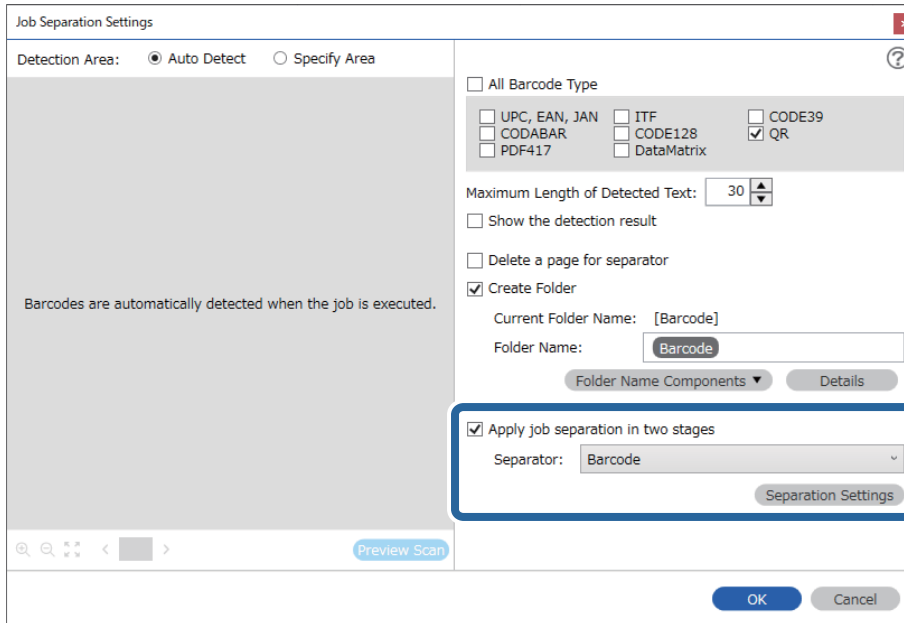 Job Separation Settings
Detection Area: Auto Detect Specify Area
?
All Barcode Type
UPC, EAN, JAN ITF CODE39
CODABAR CODE128 QR
PDF417 DataMatrix
Maximum Length of Detected Text: 30
Show the detection result
Delete a page for separator
Create Folder
Current Folder Name: [Barcode]
Folder Name: Barcode
Folder Name Components ▼ Details
Barcodes are automatically detected when the job is executed.
Apply job separation in two stages
Separator: Barcode
Separation Settings
Preview Scan
OK Cancel